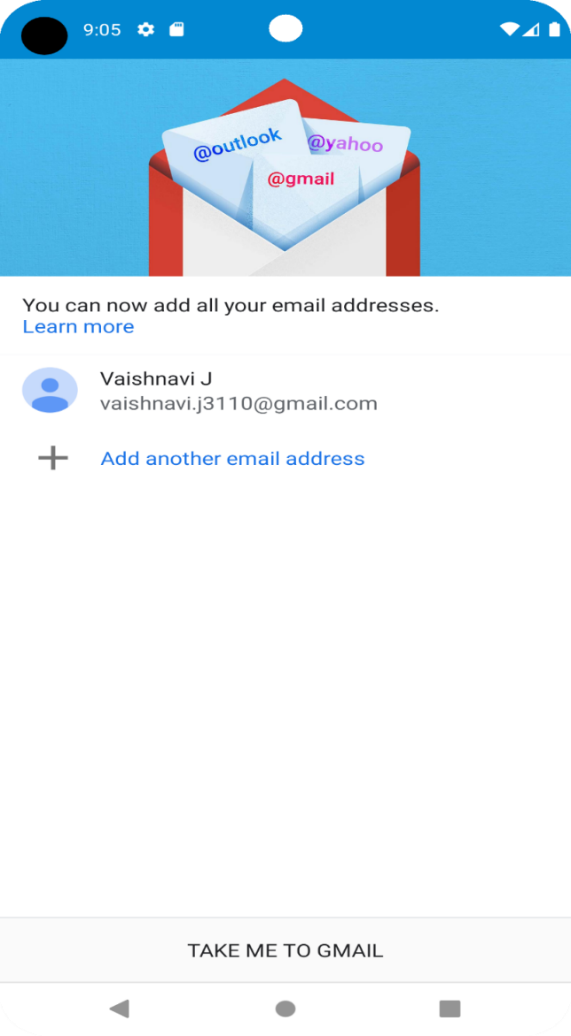 9:05
@outlook
@yahoo
@gmail
You can now add all your email addresses.
Learn more
Vaishnavi J
vaishnavi.j3110@gmail.com
Add another email address
TAKE ME TO GMAIL